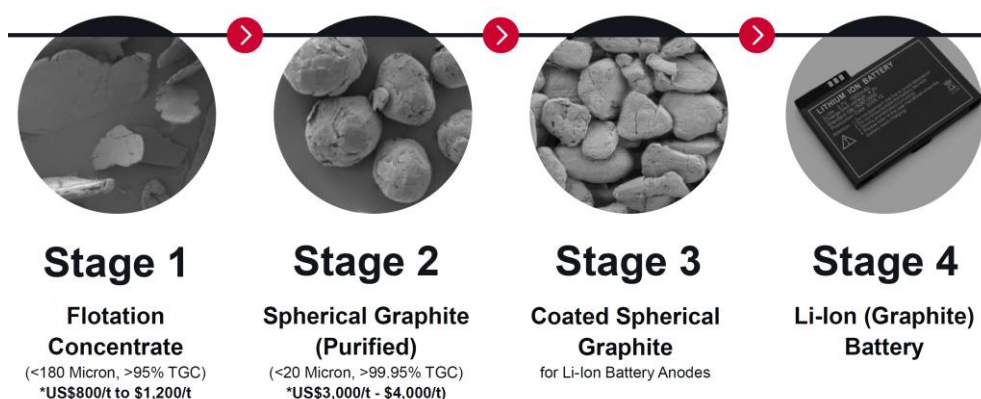 Stage 1
Flotation
Concentrate
(<180 Micron, >95% TGC)
*US$800/t to $1,200/t
Stage 2
Spherical Graphite
(Purified)
(<20 Micron, >99.95% TGC)
*US$3,000/t - $4,000/t)
Stage 3
Coated Spherical
Graphite
for Li-Ion Battery Anodes
LITHIUM ION BATTERY
Stage 4
Li-Ion (Graphite)
Battery